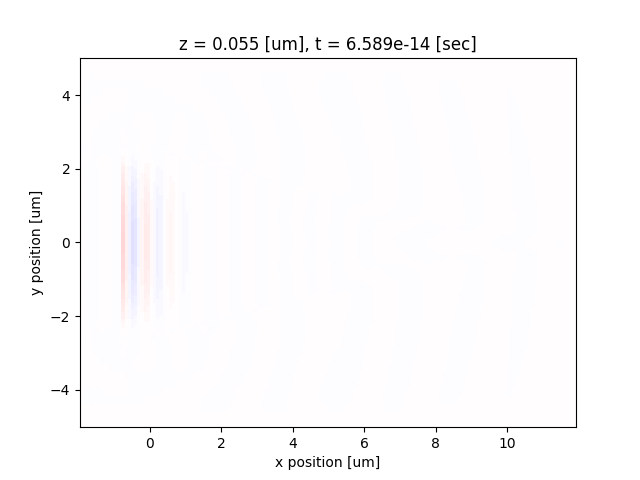 z = 0.055 [um], t = 6.589e-14 [sec]
4
2
0
−2
−4
y position [um]
0 2 4 6 8 10
x position [um]